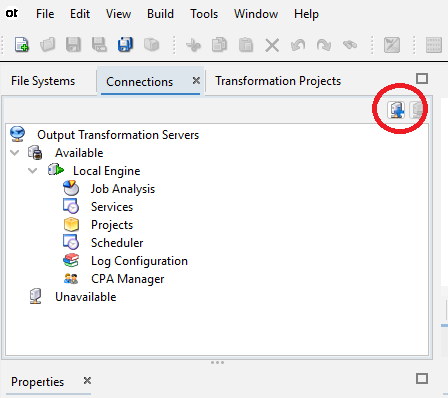 ot File Edit View Build Tools Window Help
File Systems Connections × Transformation Projects
Output Transformation Servers
Available
Local Engine
Job Analysis
Services
Projects
Scheduler
Log Configuration
CPA Manager
Unavailable
Properties ×